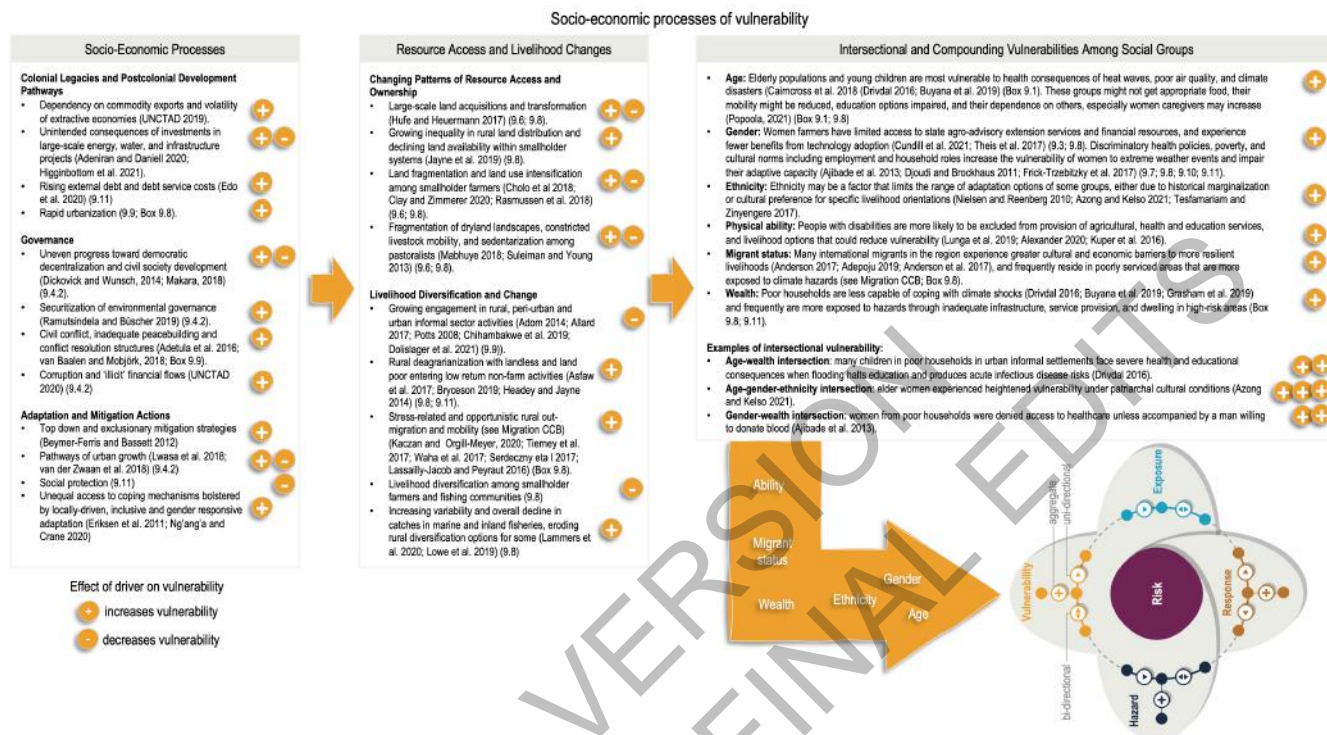 Socio-economic processes of vulnerability
Socio-Economic Processes
Colonial Legacies and Postcolonial Development
Pathways
• Dependency on commodity exports and volatility
of extractive economies (UNCTAD 2019).
• Unintended consequences of investments in
large-scale energy, water, and infrastructure
projects (Adeniran and Daniell 2020;
Higginbottom et al. 2021).
• Rising external debt and debt service costs (Edo
et al. 2020) (9.11)
• Rapid urbanization (9.9; Box 9.8).
Governance
• Uneven progress toward democratic
decentralization and civil society development
(Dickovick and Wunsch, 2014; Makara, 2018)
(9.4.2).
• Securitization of environmental governance
(Ramutsindela and Büscher 2019) (9.4.2).
• Civil conflict, inadequate peacebuilding and
conflict resolution structures (Adetula et al. 2016;
van Baalen and Mobjörk, 2018; Box 9.9).
• Corruption and 'illicit' financial flows (UNCTAD
2020) (9.4.2)
Adaptation and Mitigation Actions
• Top down and exclusionary mitigation strategies
(Beymer-Ferris and Bassett 2012)
• Pathways of urban growth (Lwasa et al. 2018;
van der Zwaan et al. 2018) (9.4.2)
• Social protection (9.11)
• Unequal access to coping mechanisms bolstered
by locally-driven, inclusive and gender responsive
adaptation (Eriksen et al. 2011; Ng'ang'a and
Crane 2020)
Effect of driver on vulnerability
+ increases vulnerability
- decreases vulnerability
Resource Access and Livelihood Changes
Changing Patterns of Resource Access and
Ownership
• Large-scale land acquisitions and transformation
(Hufe and Heuermann 2017) (9.6; 9.8).
• Growing inequality in rural land distribution and
declining land availability within smallholder
systems (Jayne et al. 2019) (9.8).
• Land fragmentation and land use intensification
among smallholder farmers (Cholo et al 2018;
Clay and Zimmerer 2020; Rasmussen et al. 2018)
(9.6; 9.8).
• Fragmentation of dryland landscapes, constricted
livestock mobility, and sedentarization among
pastoralists (Mabhuye 2018; Suleiman and Young
2013) (9.6; 9.8).
Livelihood Diversification and Change
• Growing engagement in rural, peri-urban and
urban informal sector activities (Adom 2014; Allard
2017; Potts 2008; Chihambakwe et al. 2019;
Dolislager et al. 2021) (9.9)).
• Rural deagrarianization with landless and land
poor entering low return non-farm activities (Asfaw
et al. 2017; Bryceson 2019; Headey and Jayne
2014) (9.8; 9.11).
• Stress-related and opportunistic rural out-
migration and mobility (see Migration CCB)
(Kaczan and Orgill-Meyer, 2020; Tierney et al.
2017; Waha et al. 2017; Serdeczny eta l 2017;
Lassailly-Jacob and Peyraut 2016) (Box 9.8).
• Livelihood diversification among smallholder
farmers and fishing communities (9.8)
• Increasing variability and overall decline in
catches in marine and inland fisheries, eroding
rural diversification options for some (Lammers et
al. 2020; Lowe et al. 2019) (9.8)
Intersectional and Compounding Vulnerabilities Among Social Groups
• Age: Elderly populations and young children are most vulnerable to health consequences of heat waves, poor air quality, and climate
disasters (Cairncross et al. 2018 (Drivdal 2016; Buyana et al. 2019) (Box 9.1). These groups might not get appropriate food, their
mobility might be reduced, education options impaired, and their dependence on others, especially women caregivers may increase
(Popoola, 2021) (Box 9.1; 9.8)
• Gender: Women farmers have limited access to state agro-advisory extension services and financial resources, and experience
fewer benefits from technology adoption (Cundill et al. 2021; Theis et al. 2017) (9.3; 9.8). Discriminatory health policies, poverty, and
cultural norms including employment and household roles increase the vulnerability of women to extreme weather events and impair
their adaptive capacity (Ajibade et al. 2013; Djoudi and Brockhaus 2011; Frick-Trzebitzky et al. 2017) (9.7; 9.8; 9.10; 9.11).
• Ethnicity: Ethnicity may be a factor that limits the range of adaptation options of some groups, either due to historical marginalization
or cultural preference for specific livelihood orientations (Nielsen and Reenberg 2010; Azong and Kelso 2021; Tesfamariam and
Zinyengere 2017).
• Physical ability: People with disabilities are more likely to be excluded from provision of agricultural, health and education services,
and livelihood options that could reduce vulnerability (Lunga et al. 2019; Alexander 2020; Kuper et al. 2016).
• Migrant status: Many international migrants in the region experience greater cultural and economic barriers to more resilient
livelihoods (Anderson 2017; Adepoju 2019; Anderson et al. 2017), and frequently reside in poorly serviced areas that are more
exposed to climate hazards (see Migration CCB; Box 9.8).
• Wealth: Poor households are less capable of coping with climate shocks (Drivdal 2016; Buyana et al. 2019; Grasham et al. 2019)
and frequently are more exposed to hazards through inadequate infrastructure, service provision, and dwelling in high-risk areas (Box
9.8; 9.11).
Examples of intersectional vulnerability:
• Age-wealth intersection: many children in poor households in urban informal settlements face severe health and educational
consequences when flooding halts education and produces acute infectious disease risks (Drivdal 2016).
• Age-gender-ethnicity intersection: elder women experienced heightened vulnerability under patriarchal cultural conditions (Azong
and Kelso 2021).
• Gender-wealth intersection: women from poor households were denied access to healthcare unless accompanied by a man willing
to donate blood (Ajibade et al. 2013).
Ability
Migrant
status
Wealth
Ethnicity
Gender
Age
aggregate
uni-directional
bi-directional
Vulnerability
Exposure
Risk
Response
Hazard
VERSION
FINAL EDITS